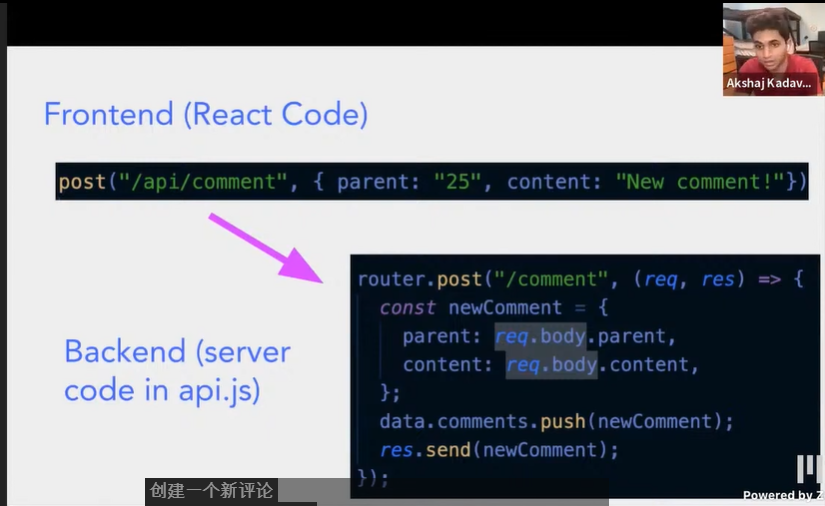 Akshaj Kadav...
Frontend (React Code)
post("/api/comment", { parent: "25", content: "New comment!"})
router.post("/comment", (req, res) => {
const newComment = {
parent: req.body.parent,
content: req.body.content,
};
data.comments.push(newComment);
res.send(newComment);
});
Backend (server
code in api.js)
创建一个新评论
Powered by Z